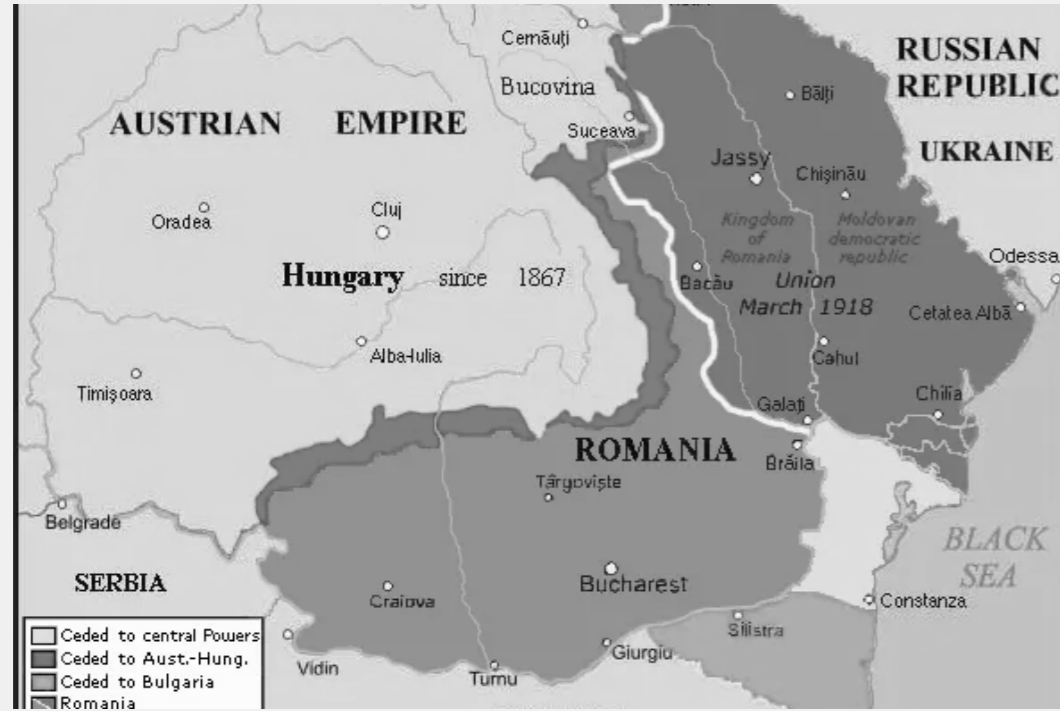 Cernăuți
Bucovina
RUSSIAN
REPUBLIC
Bălți
AUSTRIAN EMPIRE
Suceava
UKRAINE
Jassy
Chișinău
Oradea
Cluj
Kingdom
of
Romania
Moldovan
democratic
republic
Odessa
Hungary since 1867
Bacău
Union
March 1918
Cetatea Albă
Alba-Iulia
Cahul
Timișoara
Chilia
Galați
ROMANIA
Brăila
Târgoviște
Belgrade
BLACK
SEA
SERBIA
Bucharest
Craiova
Constanza
Silistra
Giurgiu
Vidin
Turnu
Ceded to central Powers
Ceded to Aust.-Hung.
Ceded to Bulgaria
Romania